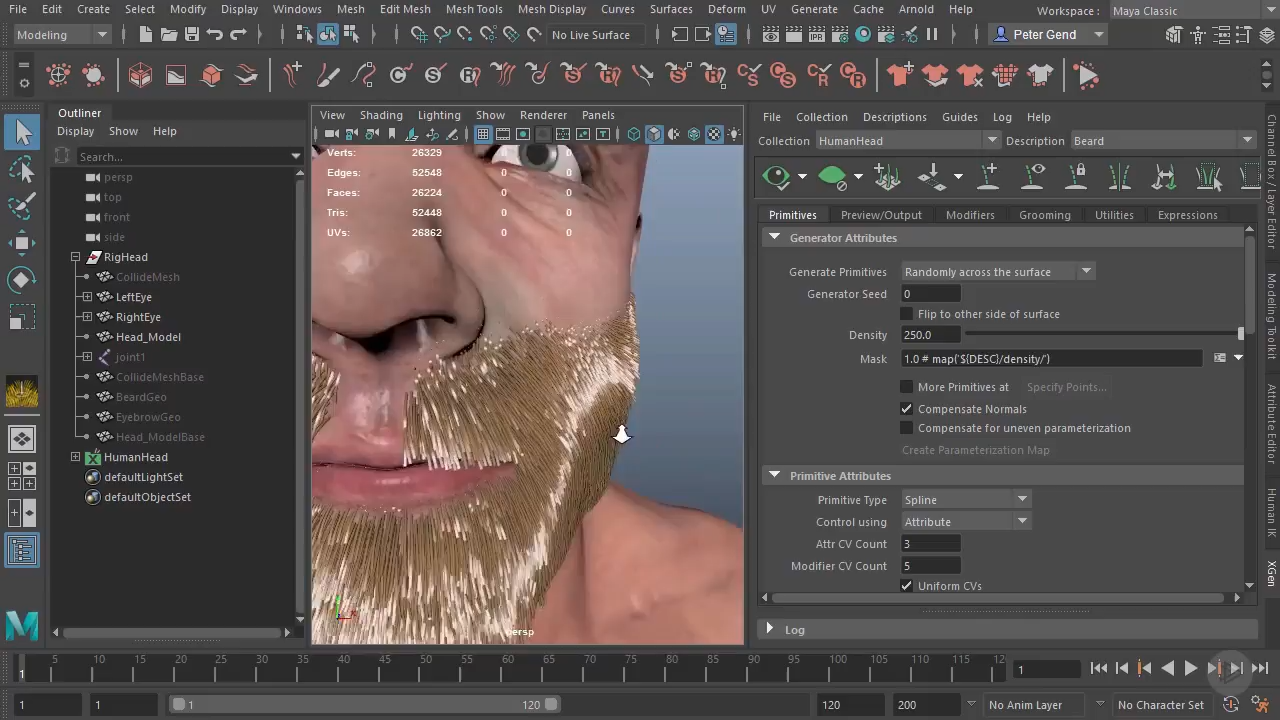 File Edit Create Select Modify Display Windows Mesh Edit Mesh Mesh Tools Mesh Display Curves Surfaces Deform UV Generate Cache Arnold Help Workspace : Maya Classic
Modeling No Live Surface Peter Gend
Outliner
Display Show Help
Search...
persp
top
front
side
RigHead
CollideMesh
LeftEye
RightEye
Head_Model
joint1
CollideMeshBase
BeardGeo
EyebrowGeo
Head_ModelBase
HumanHead
defaultLightSet
defaultObjectSet
View Shading Lighting Show Renderer Panels
Verts: 26329 0 0
Edges: 52548 0 0
Faces: 26224 0 0
Tris: 52448 0 0
UVs: 26862 0 0
persp
File Collection Descriptions Guides Log Help
Collection HumanHead Description Beard
Primitives Preview/Output Modifiers Grooming Utilities Expressions
Generator Attributes
Generate Primitives Randomly across the surface
Generator Seed 0
Flip to other side of surface
Density 250.0
Mask 1.0 # map('${DESC}/density/')
More Primitives at Specify Points...
Compensate Normals
Compensate for uneven parameterization
Create Parameterization Map
Primitive Attributes
Primitive Type Spline
Control using Attribute
Attr CV Count 3
Modifier CV Count 5
Uniform CVs
Log
Channel Box / Layer Editor
Modeling Toolkit
Attribute Editor
Human IK
XGen
5 10 15 20 25 30 35 40 45 50 55 60 65 70 75 80 85 90 95 100 105 110 115 12
1
1
1 1 1 120 120 200 No Anim Layer No Character Set